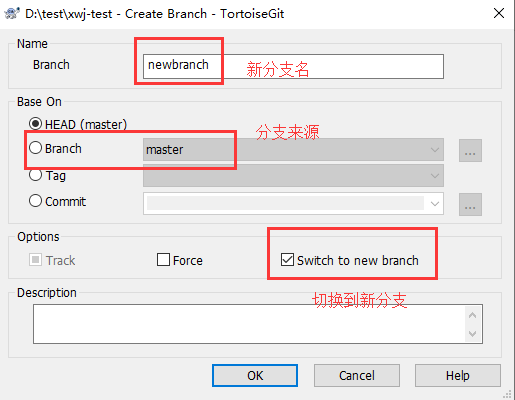 D:\test\xwj-test - Create Branch - TortoiseGit
Name
Branch
newbranch
新分支名
Base On
HEAD (master)
分支来源
Branch
master
...
Tag
Commit
...
Options
Track
Force
Switch to new branch
切换到新分支
Description
OK
Cancel
Help